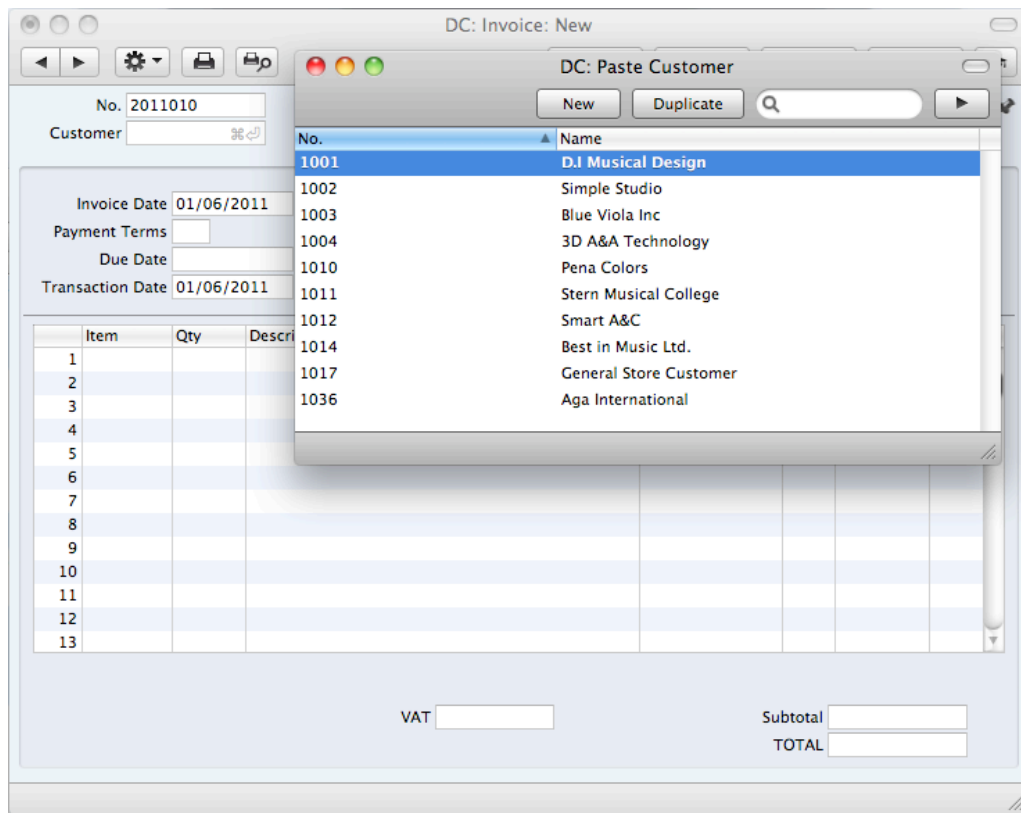 DC: Invoice: New
DC: Paste Customer
New Duplicate
No. 2011010
Customer ⌘⏎
No. Name
1001 D.I Musical Design
1002 Simple Studio
1003 Blue Viola Inc
1004 3D A&A Technology
1010 Pena Colors
1011 Stern Musical College
1012 Smart A&C
1014 Best in Music Ltd.
1017 General Store Customer
1036 Aga International
Invoice Date 01/06/2011
Payment Terms
Due Date
Transaction Date 01/06/2011
Item Qty Descri
1
2
3
4
5
6
7
8
9
10
11
12
13
VAT
Subtotal
TOTAL